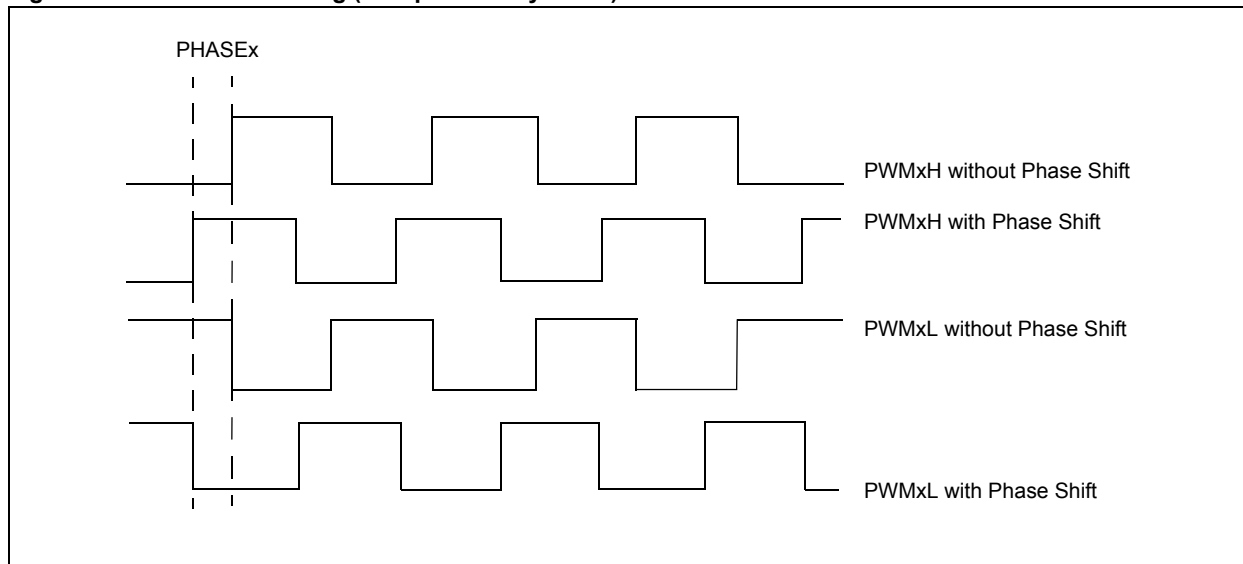 PHASEx
PWMxH without Phase Shift
PWMxH with Phase Shift
PWMxL without Phase Shift
PWMxL with Phase Shift